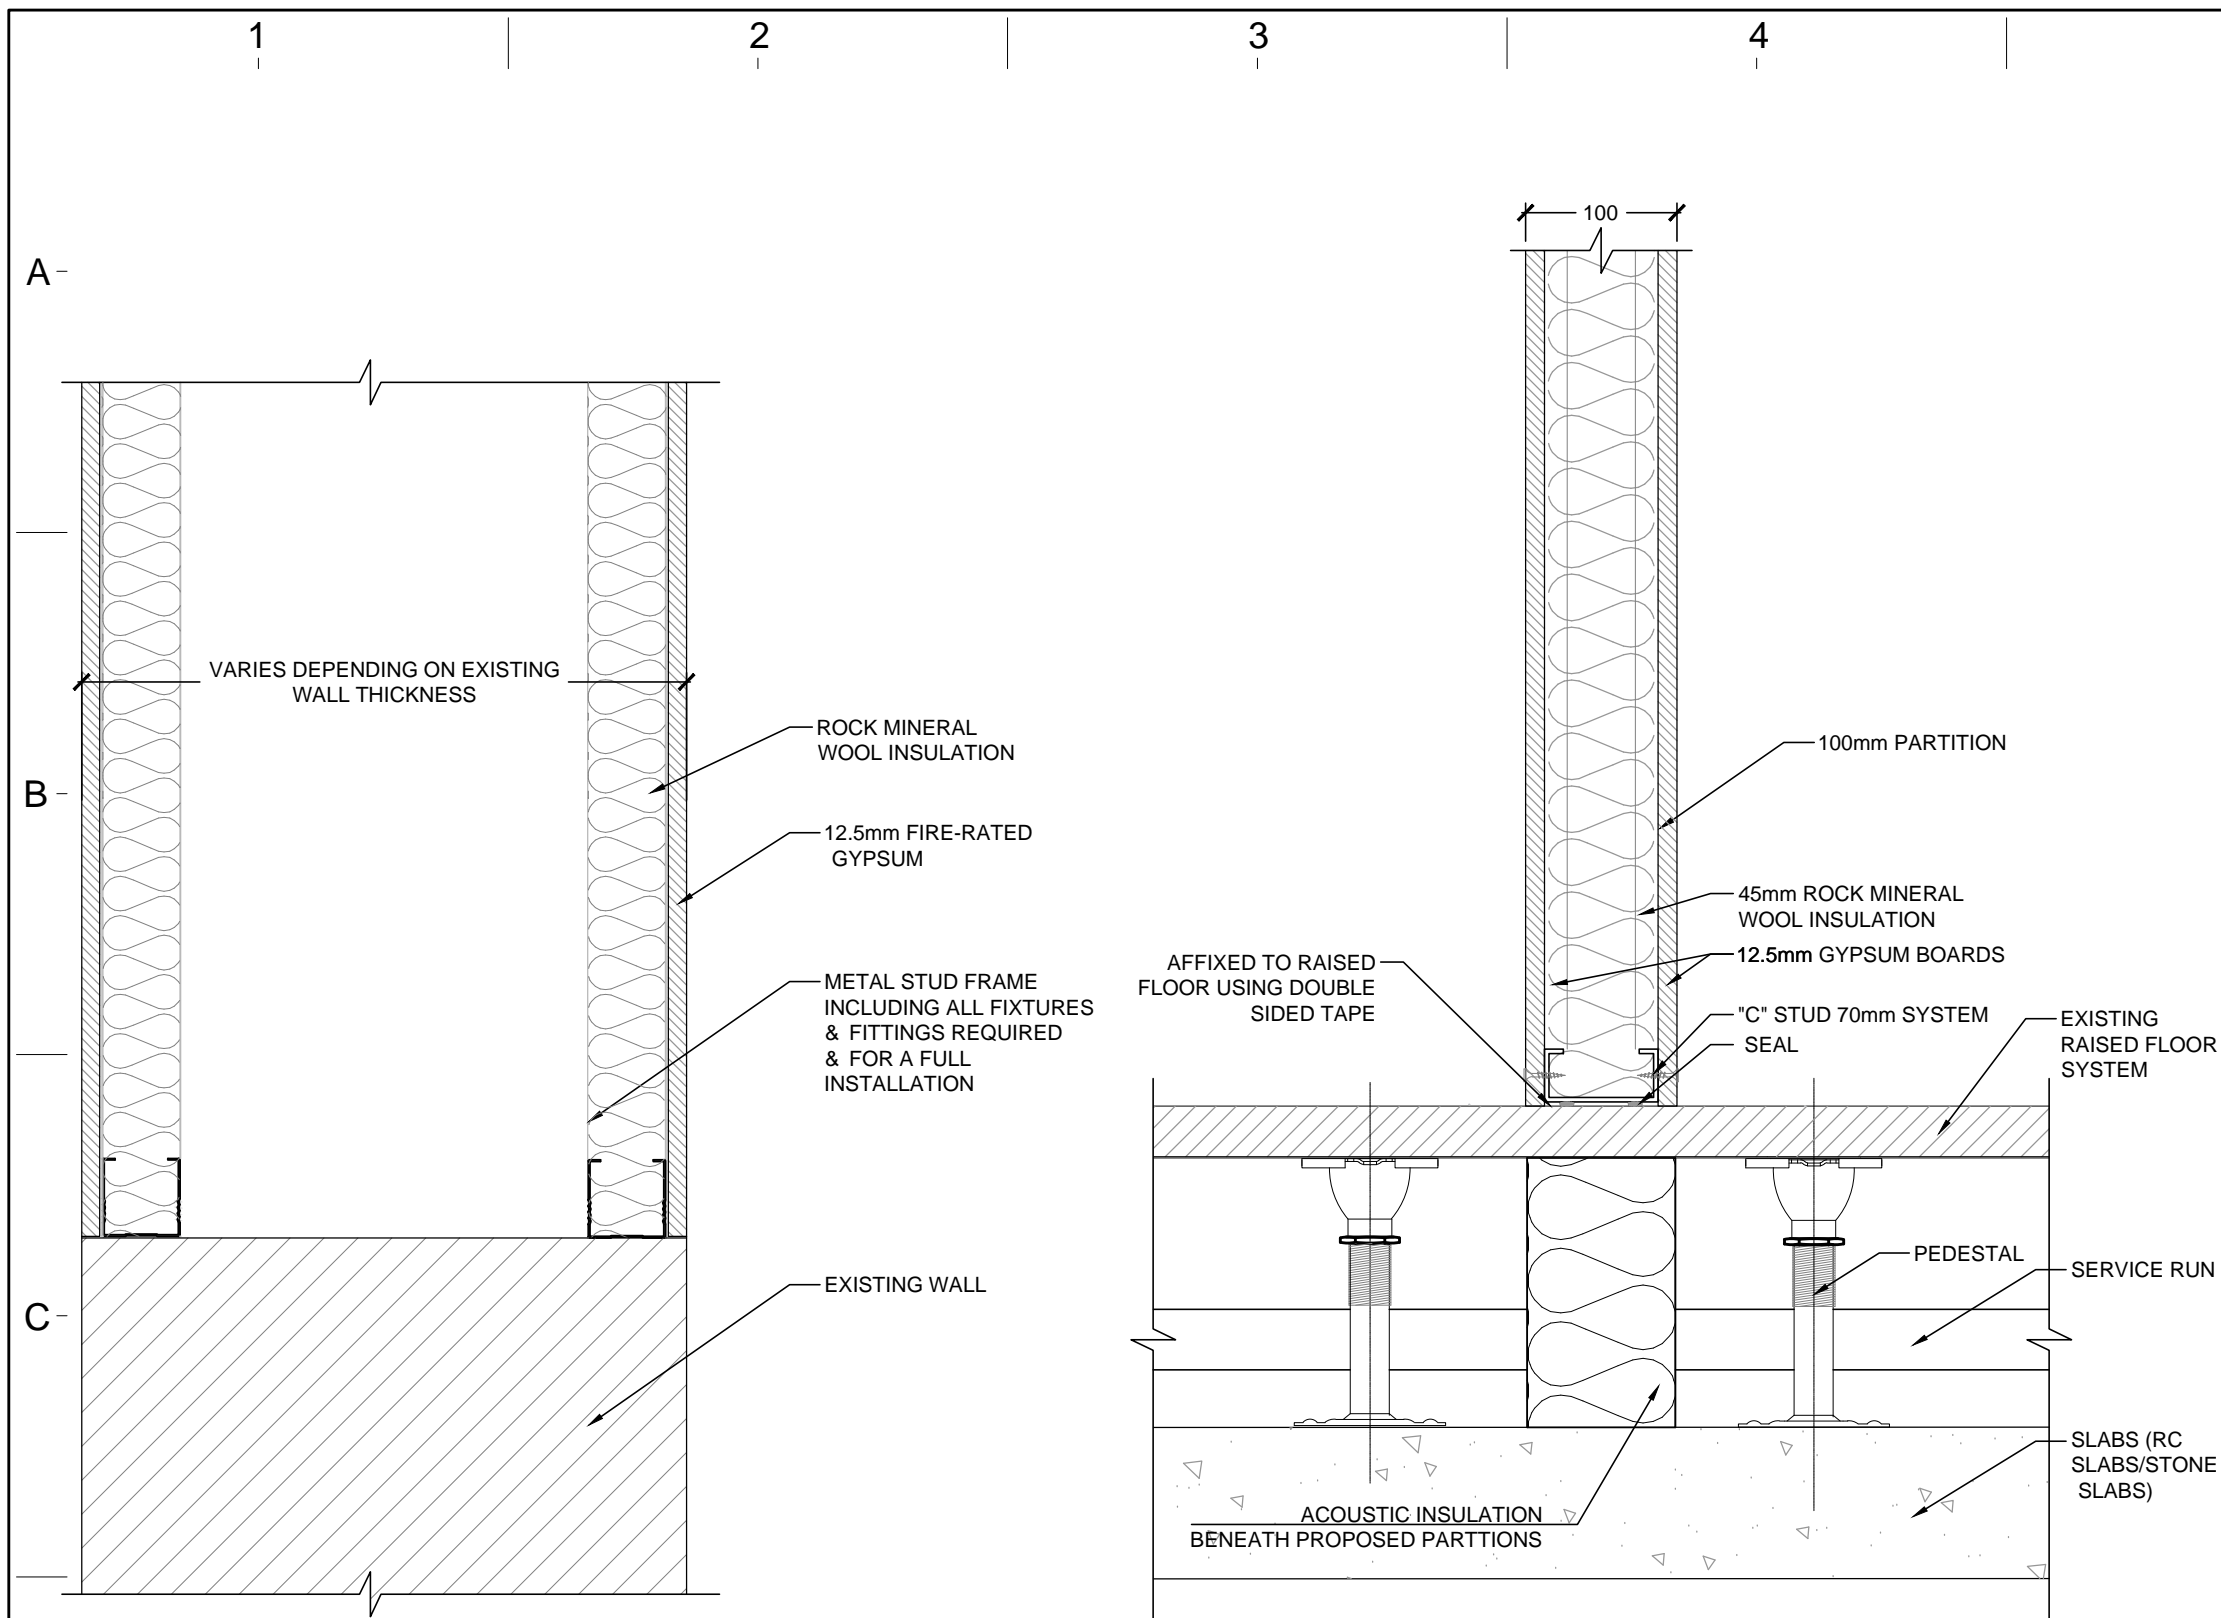 1
2
3
4
A
B
C
VARIES DEPENDING ON EXISTING
WALL THICKNESS
ROCK MINERAL
WOOL INSULATION
12.5mm FIRE-RATED
GYPSUM
METAL STUD FRAME
INCLUDING ALL FIXTURES
& FITTINGS REQUIRED
& FOR A FULL
INSTALLATION
EXISTING WALL
100
100mm PARTITION
45mm ROCK MINERAL
WOOL INSULATION
12.5mm GYPSUM BOARDS
AFFIXED TO RAISED
FLOOR USING DOUBLE
SIDED TAPE
"C" STUD 70mm SYSTEM
SEAL
EXISTING
RAISED FLOOR
SYSTEM
PEDESTAL
SERVICE RUN
SLABS (RC
SLABS/STONE
SLABS)
ACOUSTIC INSULATION
BENEATH PROPOSED PARTTIONS